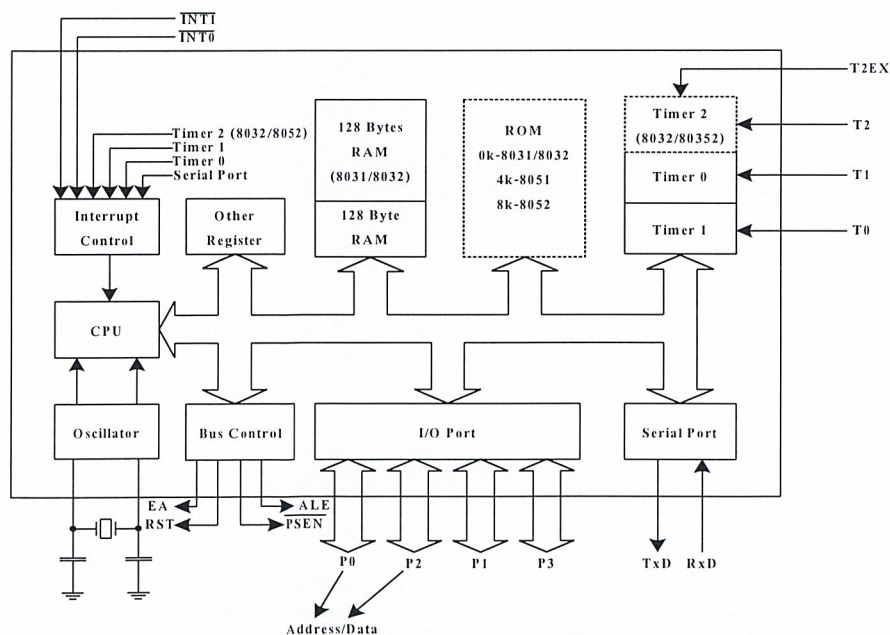 INT1
INT0
T2EX
Timer 2 (8032/8052)
Timer 1
Timer 0
Serial Port
128 Bytes
RAM
(8031/8032)
128 Byte
RAM
ROM
0k-8031/8032
4k-8051
8k-8052
Timer 2
(8032/80352)
Timer 0
Timer 1
T2
T1
T0
Interrupt
Control
Other
Register
CPU
Oscillator
Bus Control
I/O Port
Serial Port
EA
ALE
RST
PSEN
P0
P2
P1
P3
TxD
RxD
Address/Data